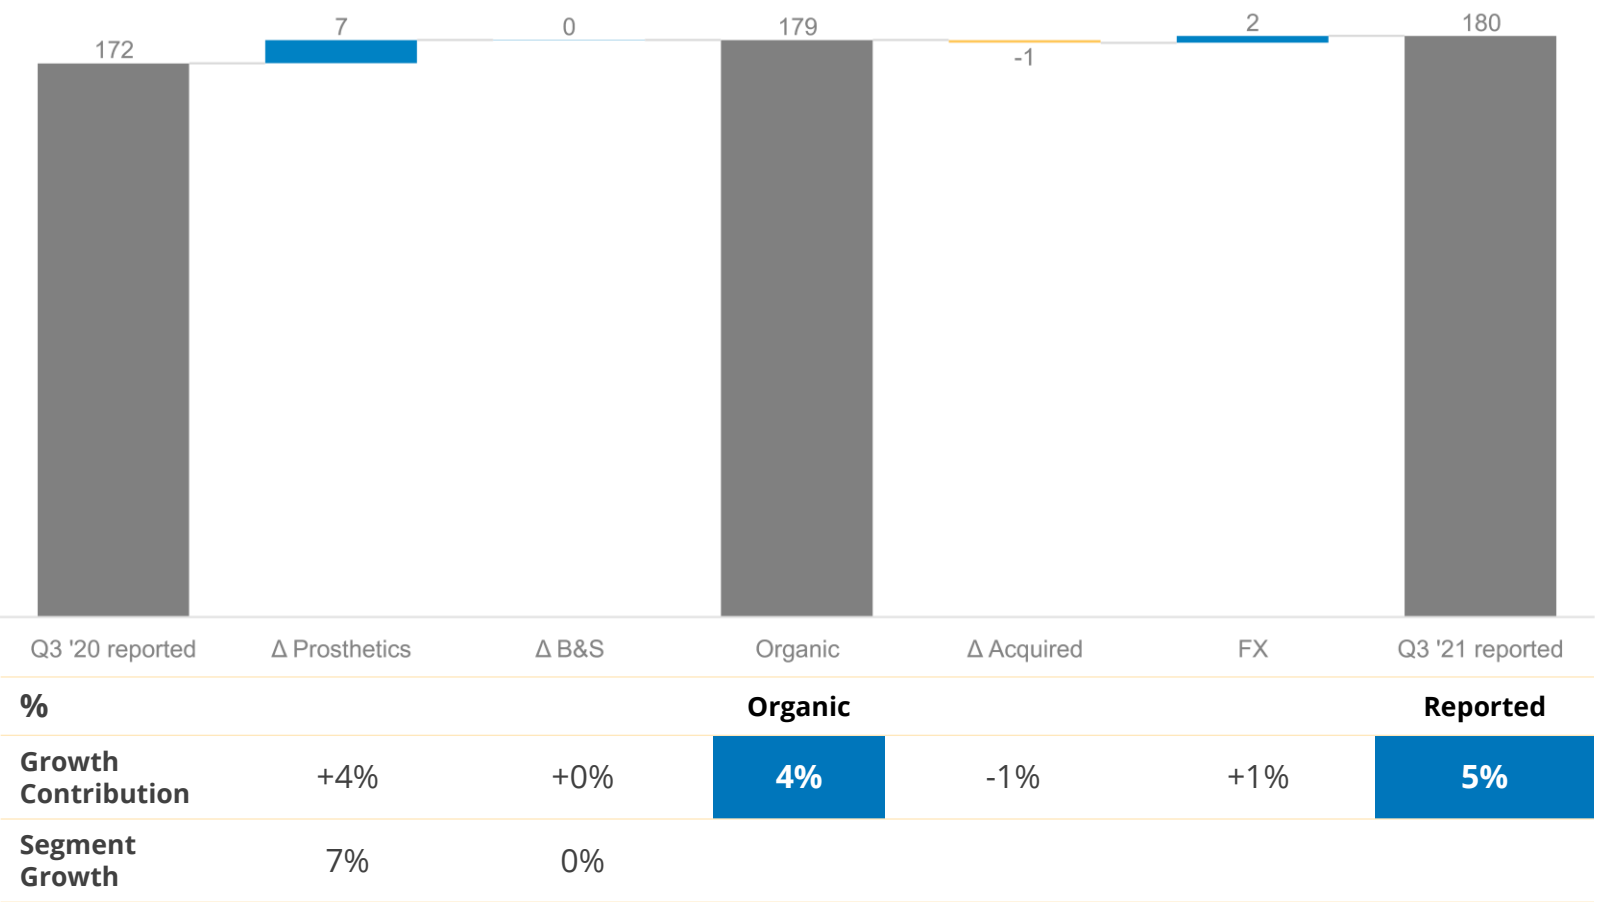 172
7
0
179
-1
2
180
Q3 '20 reported
Δ Prosthetics
Δ B&S
Organic
Δ Acquired
FX
Q3 '21 reported
% Organic Reported
Growth
Contribution
+4% +0% 4% -1% +1% 5%
Segment
Growth
7% 0%